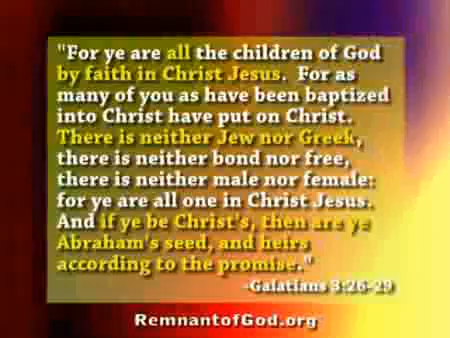 "For ye are all the children of God
by faith in Christ Jesus.  For as
many of you as have been baptized
into Christ have put on Christ.
There is neither Jew nor Greek,
there is neither bond nor free,
there is neither male nor female:
for ye are all one in Christ Jesus.
And if ye be Christ's, then are ye
Abraham's seed, and heirs
according to the promise."
-Galatians 3:26-29
RemnantofGod.org